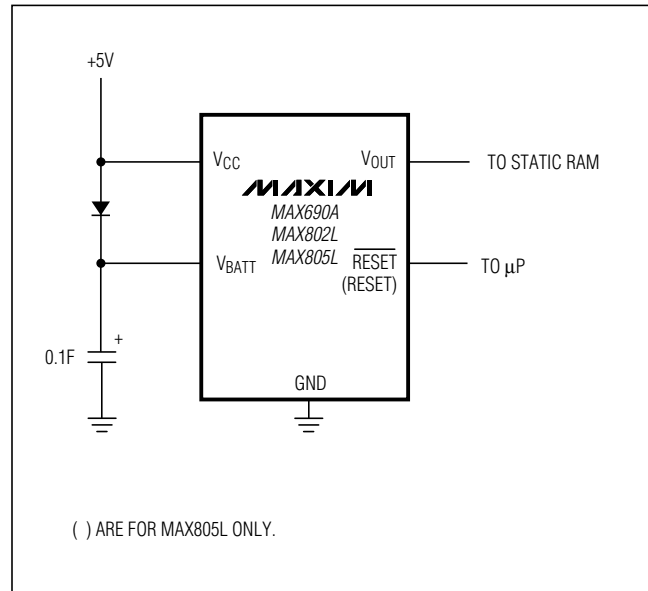 +5V
VCC
VOUT
TO STATIC RAM
MAXIM
MAX690A
MAX802L
MAX805L
VBATT
RESET
(RESET)
TO μP
0.1F
+
GND
( ) ARE FOR MAX805L ONLY.